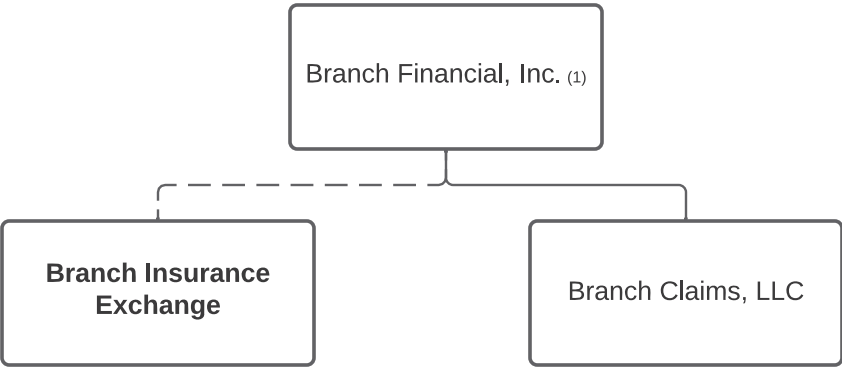 Branch Financial, Inc. (1)
Branch Insurance
Exchange
Branch Claims, LLC